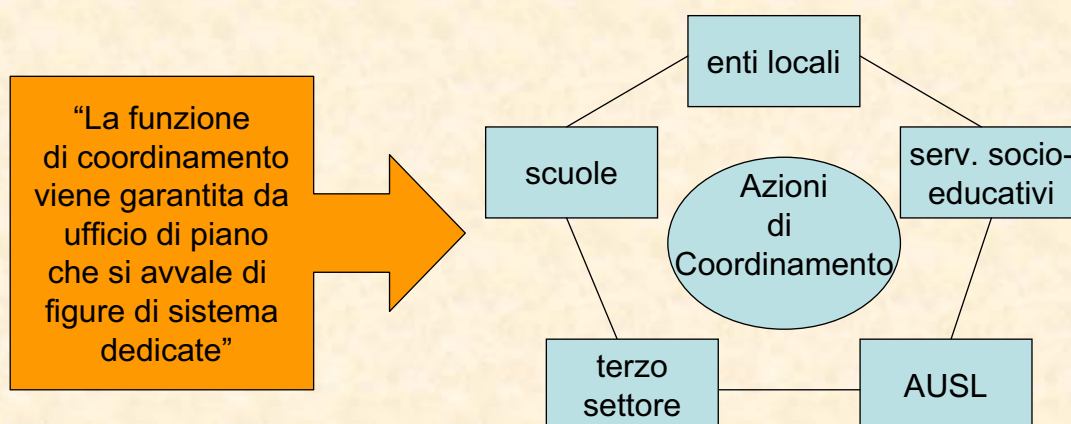 “La funzione
di coordinamento
viene garantita da
ufficio di piano
che si avvale di
figure di sistema
dedicate”
enti locali
scuole
serv. socio-
educativi
Azioni
di
Coordinamento
terzo
settore
AUSL